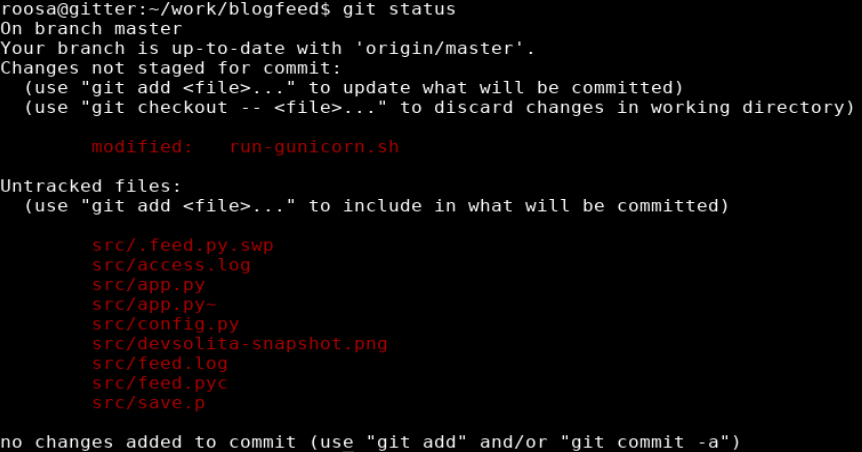 roosa@gitter:~/work/blogfeed$ git status
On branch master
Your branch is up-to-date with 'origin/master'.
Changes not staged for commit:
  (use "git add <file>..." to update what will be committed)
  (use "git checkout -- <file>..." to discard changes in working directory)

        modified:   run-gunicorn.sh

Untracked files:
  (use "git add <file>..." to include in what will be committed)

        src/.feed.py.swp
        src/access.log
        src/app.py
        src/app.py~
        src/config.py
        src/devsolita-snapshot.png
        src/feed.log
        src/feed.pyc
        src/save.p

no changes added to commit (use "git add" and/or "git commit -a")